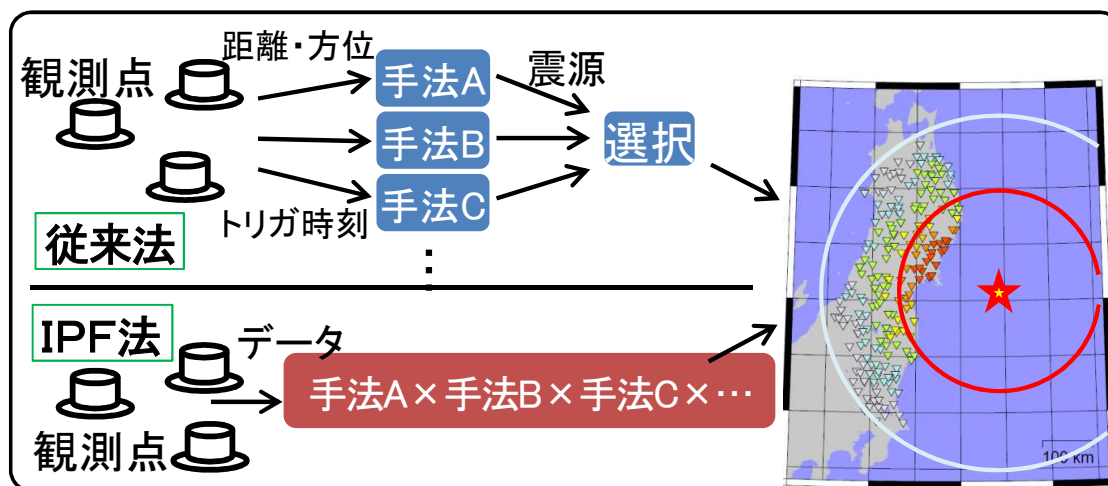 距離・方位
観測点
手法A
震源
手法B
選択
手法C
トリガ時刻
従来法
⋮
IPF法
データ
手法A×手法B×手法C×…
観測点
100 km